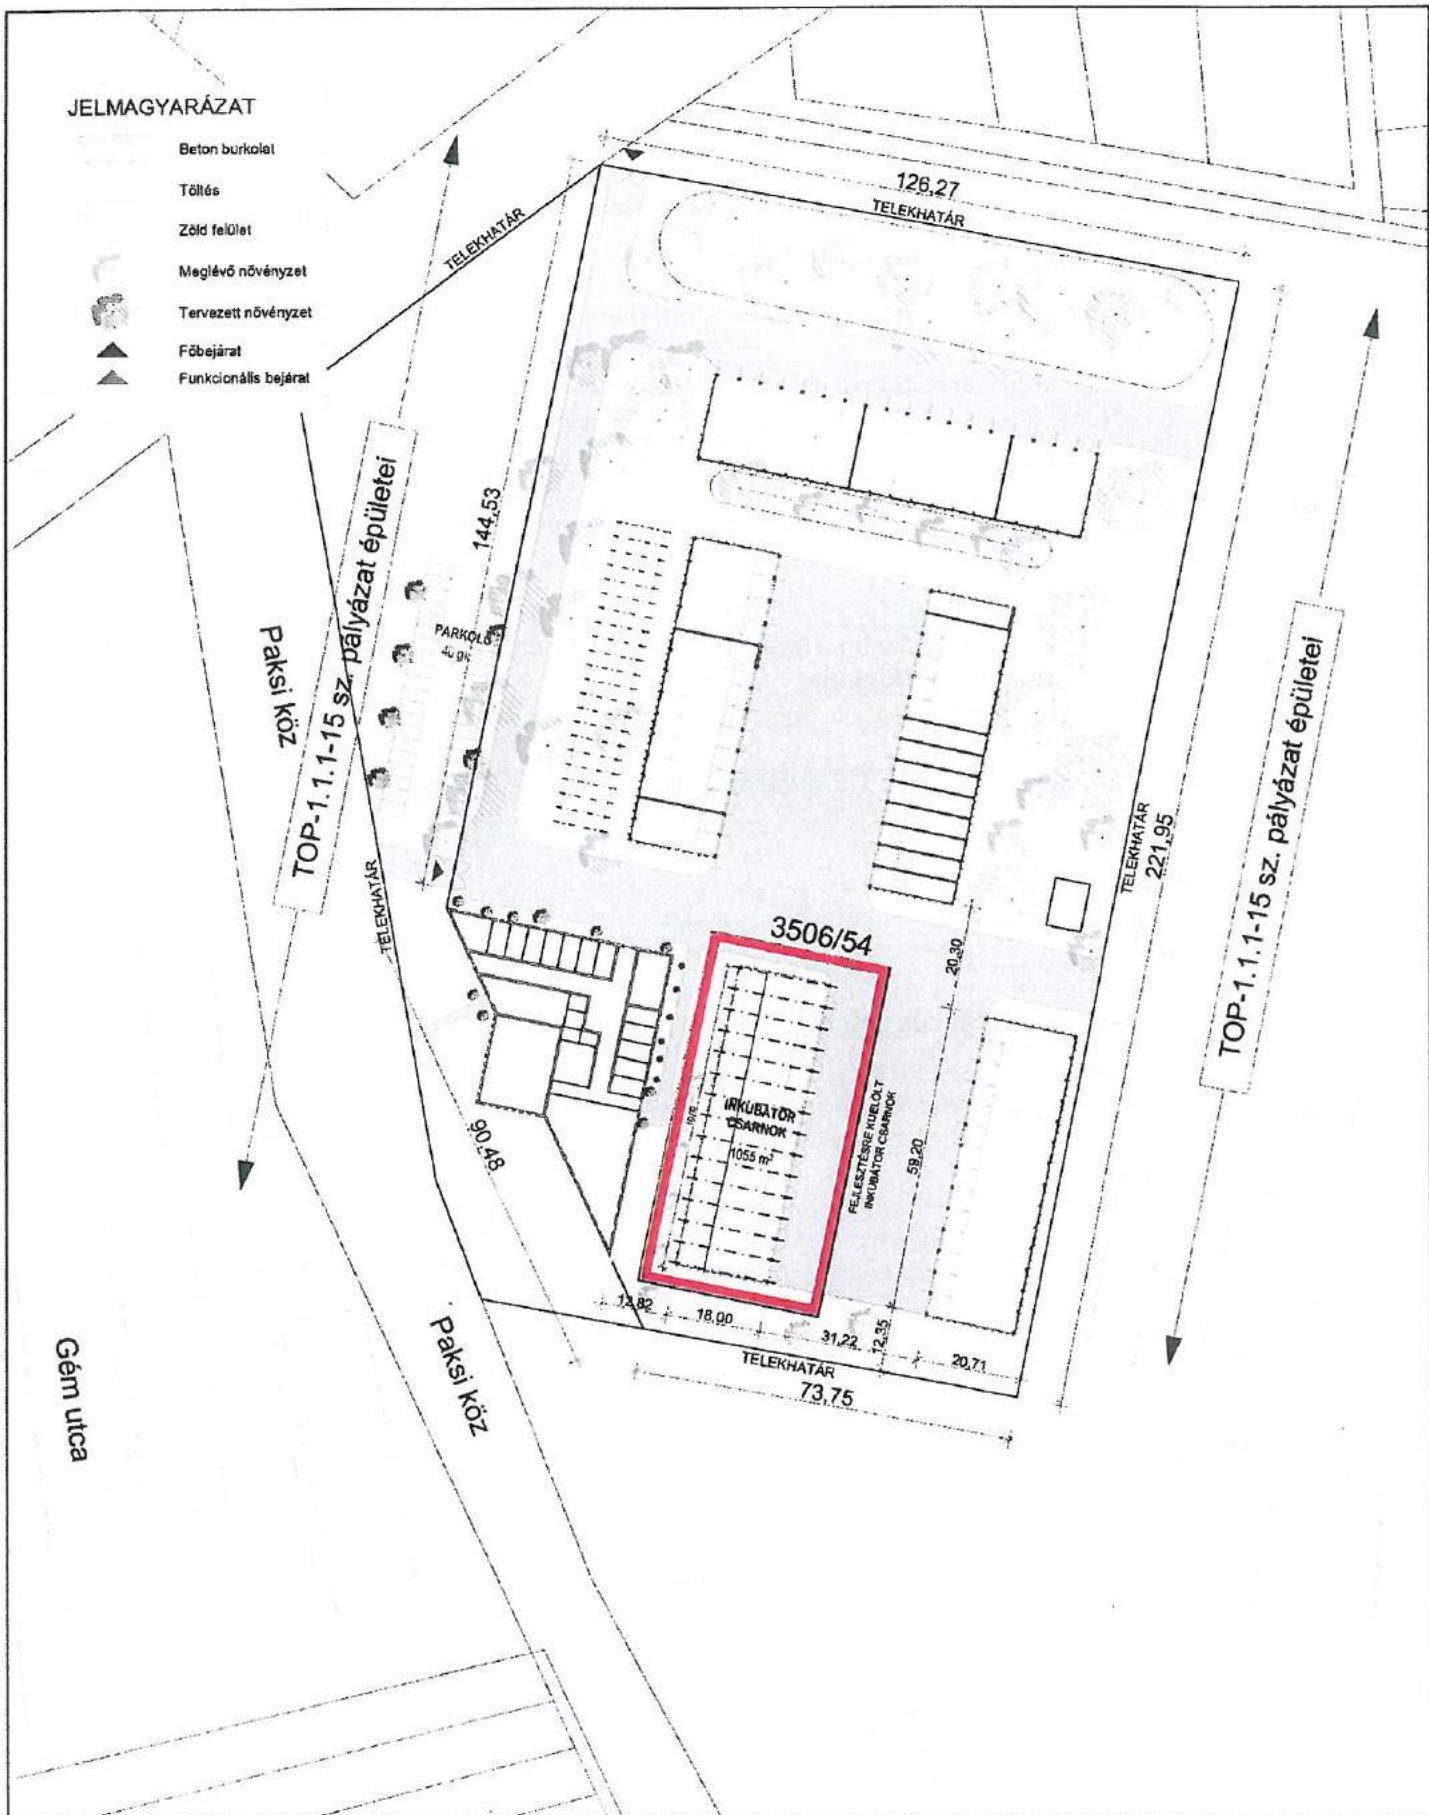 JELMAGYARÁZAT
Beton burkolat
Töltés
Zöld felület
Meglévő növényzet
Tervezett növényzet
Főbejárat
Funkcionális bejárat
126,27
TELEKHATÁR
TELEKHATÁR
144,53
TOP-1.1.1-15 sz. pályázat épületei
PARKOLÓ
Paksi köz
TELEKHATÁR
TELEKHATÁR
221,95
TOP-1.1.1-15 sz. pályázat épületei
3506/54
20,30
INKUBÁTOR
CSARNOK
1055 m²
FEJLESZTÉSRE KIJELÖLT
INKUBÁTOR CSARNOK
59,20
90,48
12,82
18,00
31,22
12,35
20,71
TELEKHATÁR
73,75
Paksi köz
Gém utca